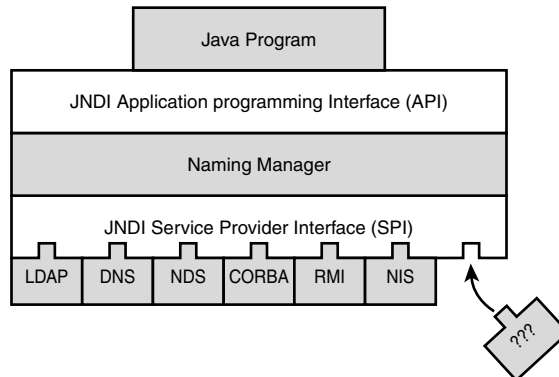 Java Program
JNDI Application programming Interface (API)
Naming Manager
JNDI Service Provider Interface (SPI)
LDAP DNS NDS CORBA RMI NIS
???